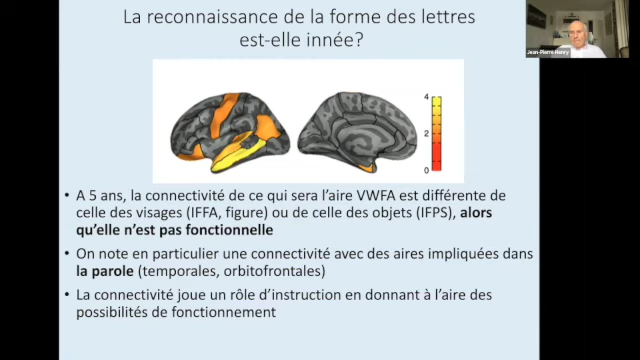 La reconnaissance de la forme des lettres
est-elle innée?
Jean-Pierre Henry
4
2
0
• A 5 ans, la connectivité de ce qui sera l'aire VWFA est différente de
celle des visages (IFFA, figure) ou de celle des objets (IFPS), alors
qu'elle n'est pas fonctionnelle
• On note en particulier une connectivité avec des aires impliquées dans
la parole (temporales, orbitofrontales)
• La connectivité joue un rôle d'instruction en donnant à l'aire des
possibilités de fonctionnement